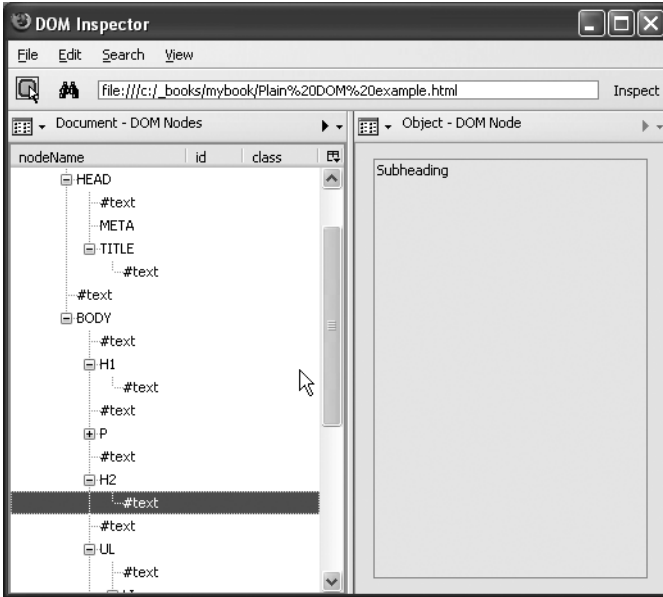 DOM Inspector
File Edit Search View
file:///c:/_books/mybook/Plain%20DOM%20example.html Inspect
Document - DOM Nodes
Object - DOM Node
nodeName id class
Subheading
HEAD
#text
META
TITLE
#text
#text
BODY
#text
H1
#text
#text
P
#text
H2
#text
#text
UL
#text